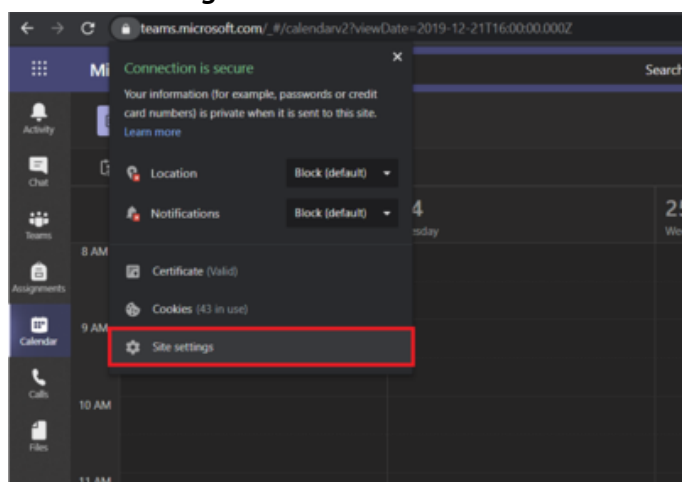 teams.microsoft.com/_#/calendarv2?viewDate=2019-12-21T16:00:00.000Z
Mi
Search
Connection is secure
Your information (for example, passwords or credit
card numbers) is private when it is sent to this site.
Learn more
Activity
Location Block (default)
Chat
Notifications Block (default)
4
esday
25
We
Teams
8 AM
Certificate (Valid)
Assignments
Cookies (43 in use)
9 AM
Calendar
Site settings
Calls
10 AM
Files
11 AM